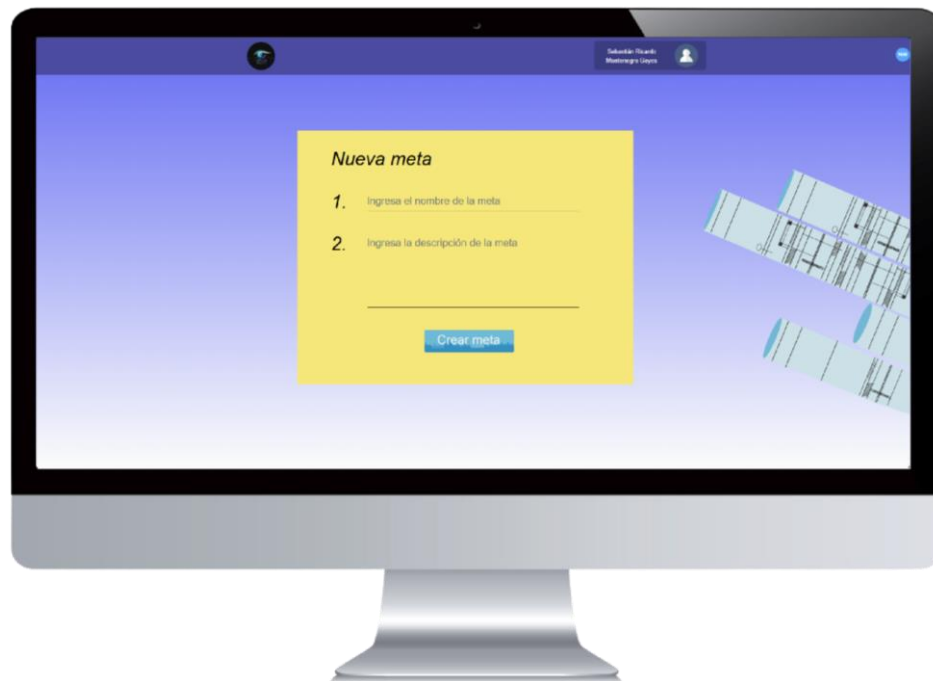 Sebastián Ricardo
Montenegro Geyes
Nueva meta
1. Ingresa el nombre de la meta
2. Ingresa la descripción de la meta
Crear meta